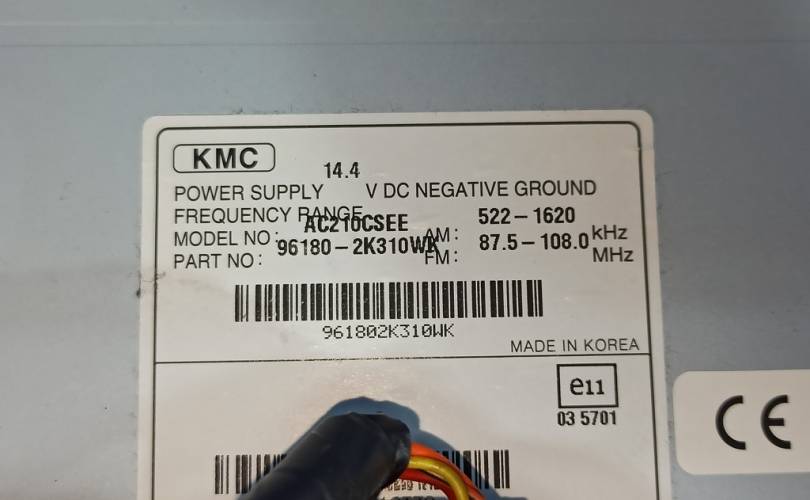 KMC
14.4
POWER SUPPLY V DC NEGATIVE GROUND
FREQUENCY RANGE 522-1620
MODEL NO: AC210CSEE AM: kHz
PART NO: 96180-2K310WK FM: 87.5-108.0 MHz
961802K310WK
MADE IN KOREA
e11
03 5701
CE